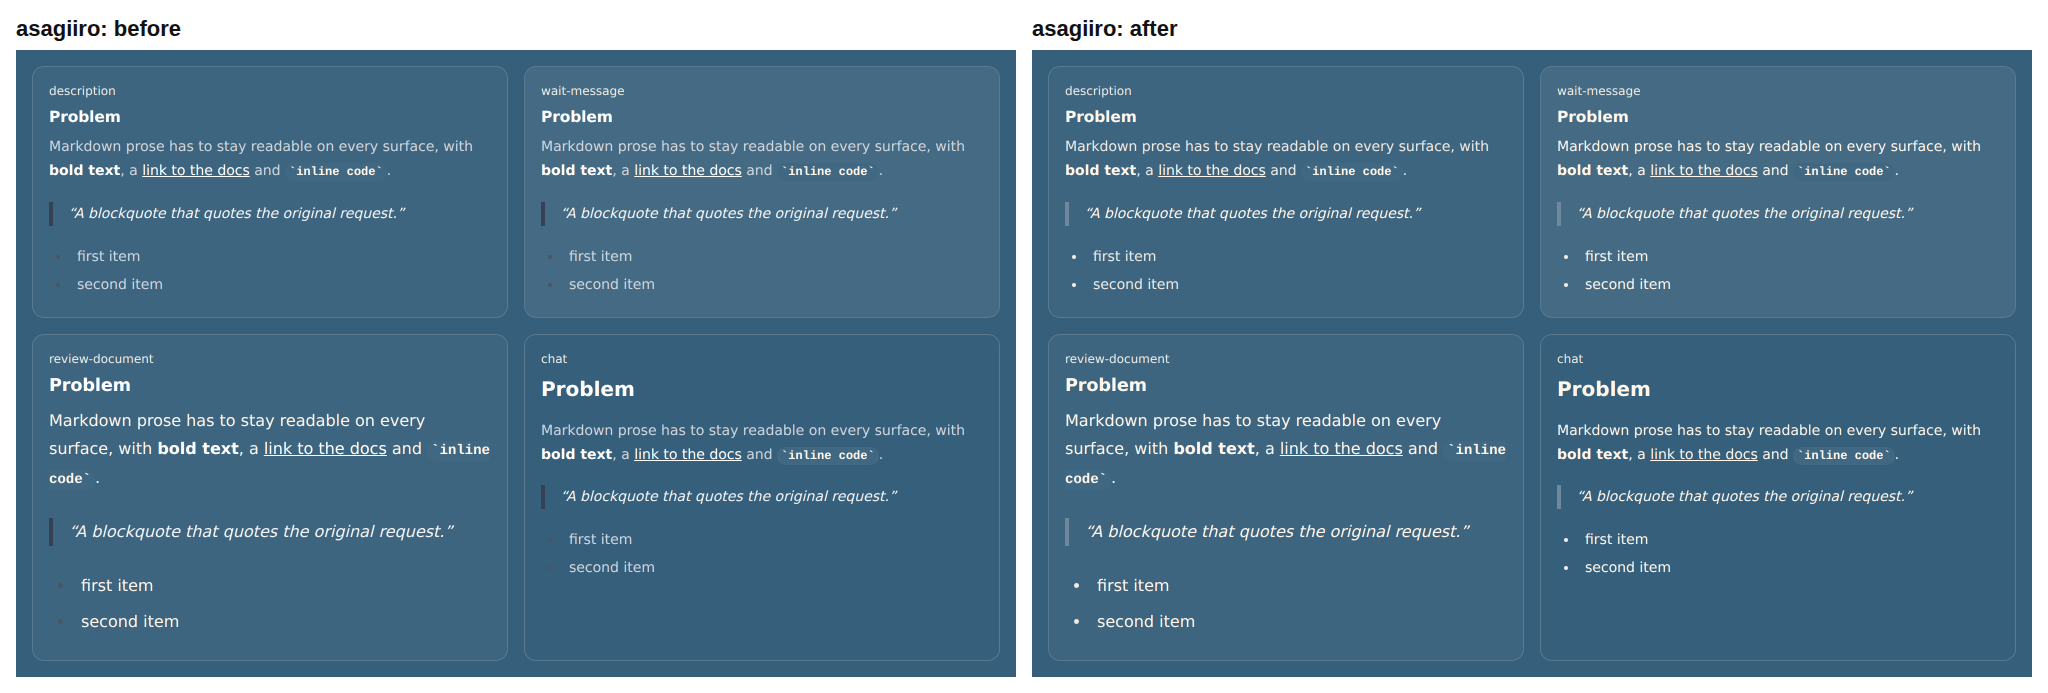 asagiiro: before
description
Problem
Markdown prose has to stay readable on every surface, with
bold text, a link to the docs and `inline code`.
“A blockquote that quotes the original request.”
• first item
• second item
wait-message
Problem
Markdown prose has to stay readable on every surface, with
bold text, a link to the docs and `inline code`.
“A blockquote that quotes the original request.”
• first item
• second item
review-document
Problem
Markdown prose has to stay readable on every
surface, with bold text, a link to the docs and `inline
code`.
“A blockquote that quotes the original request.”
• first item
• second item
chat
Problem
Markdown prose has to stay readable on every surface, with
bold text, a link to the docs and `inline code`.
“A blockquote that quotes the original request.”
• first item
• second item
asagiiro: after
description
Problem
Markdown prose has to stay readable on every surface, with
bold text, a link to the docs and `inline code`.
“A blockquote that quotes the original request.”
• first item
• second item
wait-message
Problem
Markdown prose has to stay readable on every surface, with
bold text, a link to the docs and `inline code`.
“A blockquote that quotes the original request.”
• first item
• second item
review-document
Problem
Markdown prose has to stay readable on every
surface, with bold text, a link to the docs and `inline
code`.
“A blockquote that quotes the original request.”
• first item
• second item
chat
Problem
Markdown prose has to stay readable on every surface, with
bold text, a link to the docs and `inline code`.
“A blockquote that quotes the original request.”
• first item
• second item